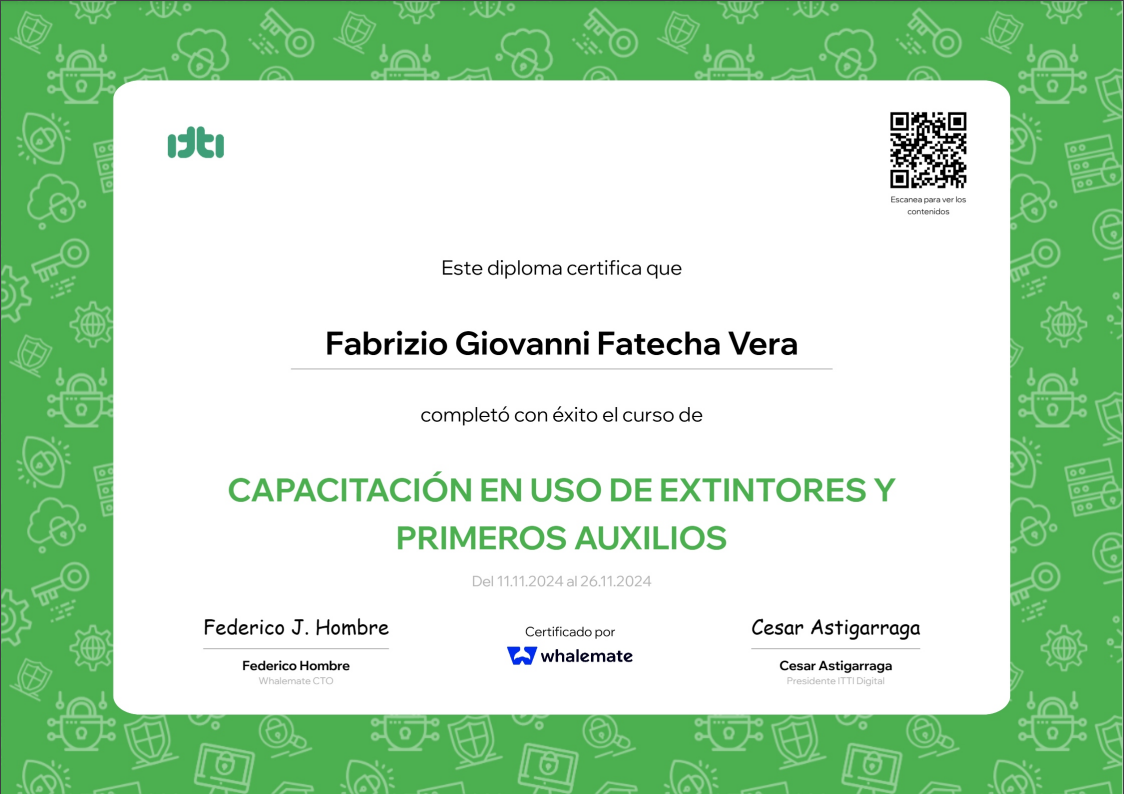 itti
Escanea para ver los
contenidos
Este diploma certifica que
Fabrizio Giovanni Fatecha Vera
completó con éxito el curso de
CAPACITACIÓN EN USO DE EXTINTORES Y
PRIMEROS AUXILIOS
Del 11.11.2024 al 26.11.2024
Federico J. Hombre
Federico Hombre
Whalemate CTO
Certificado por
whalemate
Cesar Astigarraga
Cesar Astigarraga
Presidente ITTI Digital